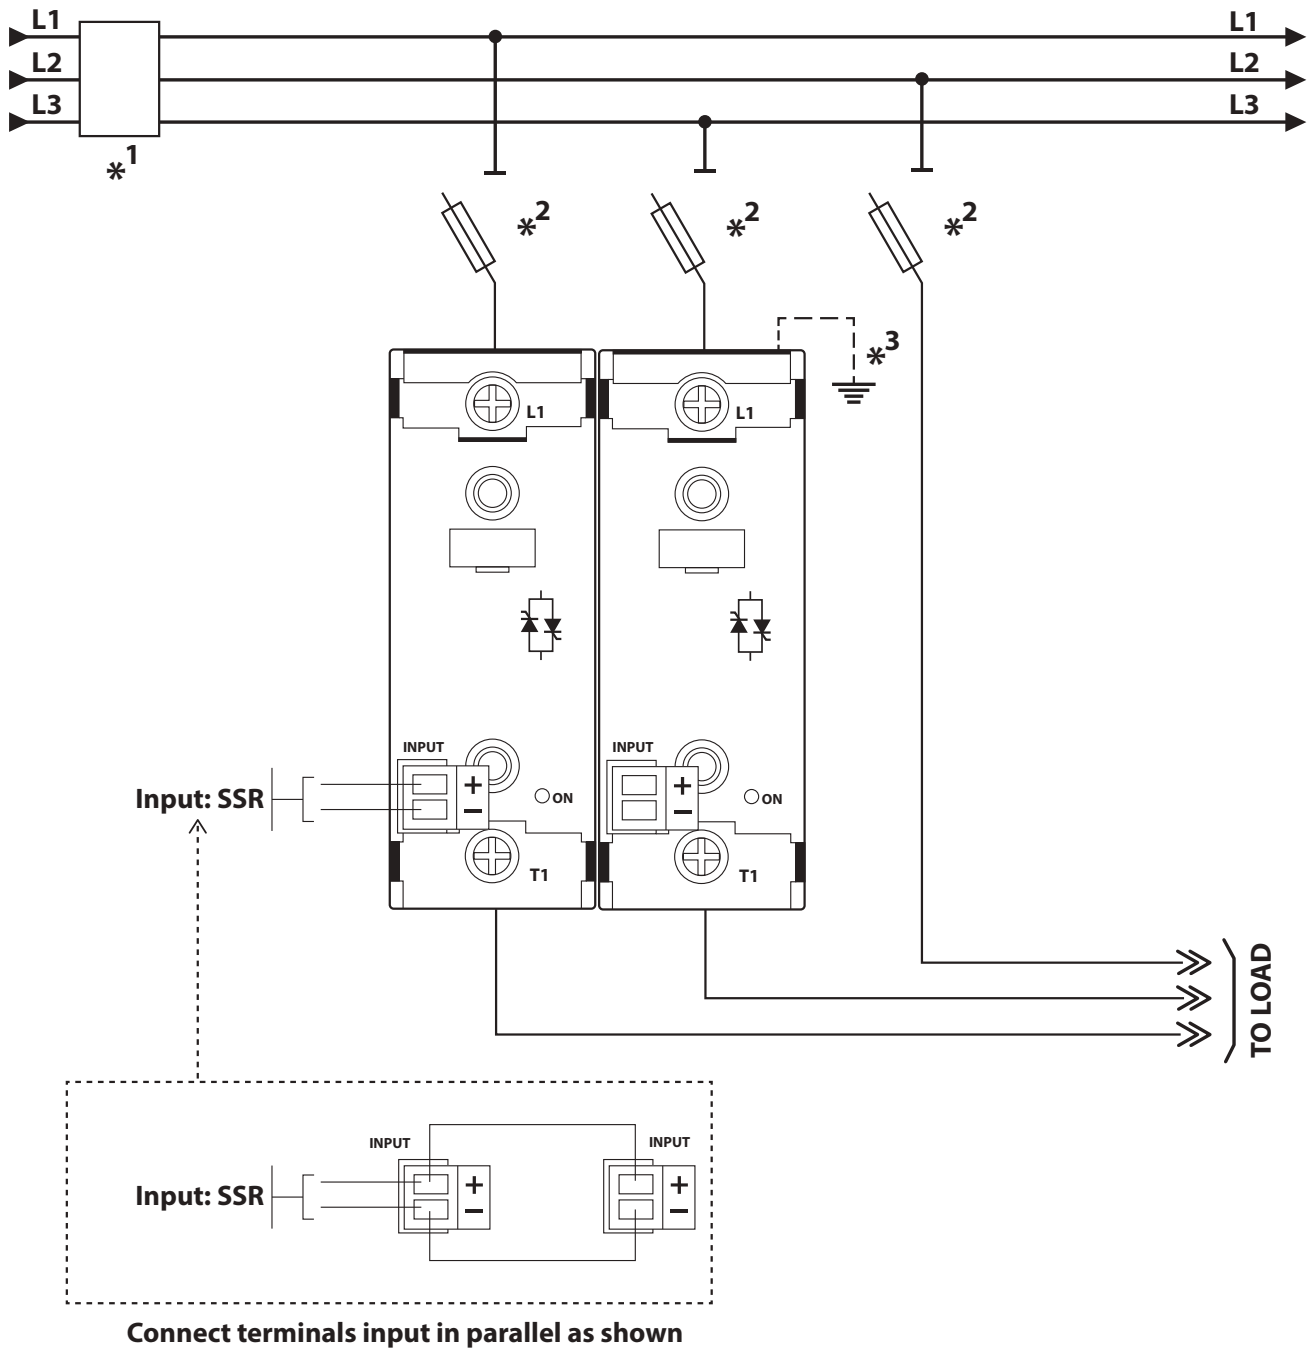 L1 L1
L2 L2
L3 L3
*1
*2 *2 *2
*3
L1 L1
INPUT INPUT
Input: SSR + - ON + - ON
T1 T1
TO LOAD
INPUT INPUT
Input: SSR + - + -
Connect terminals input in parallel as shown